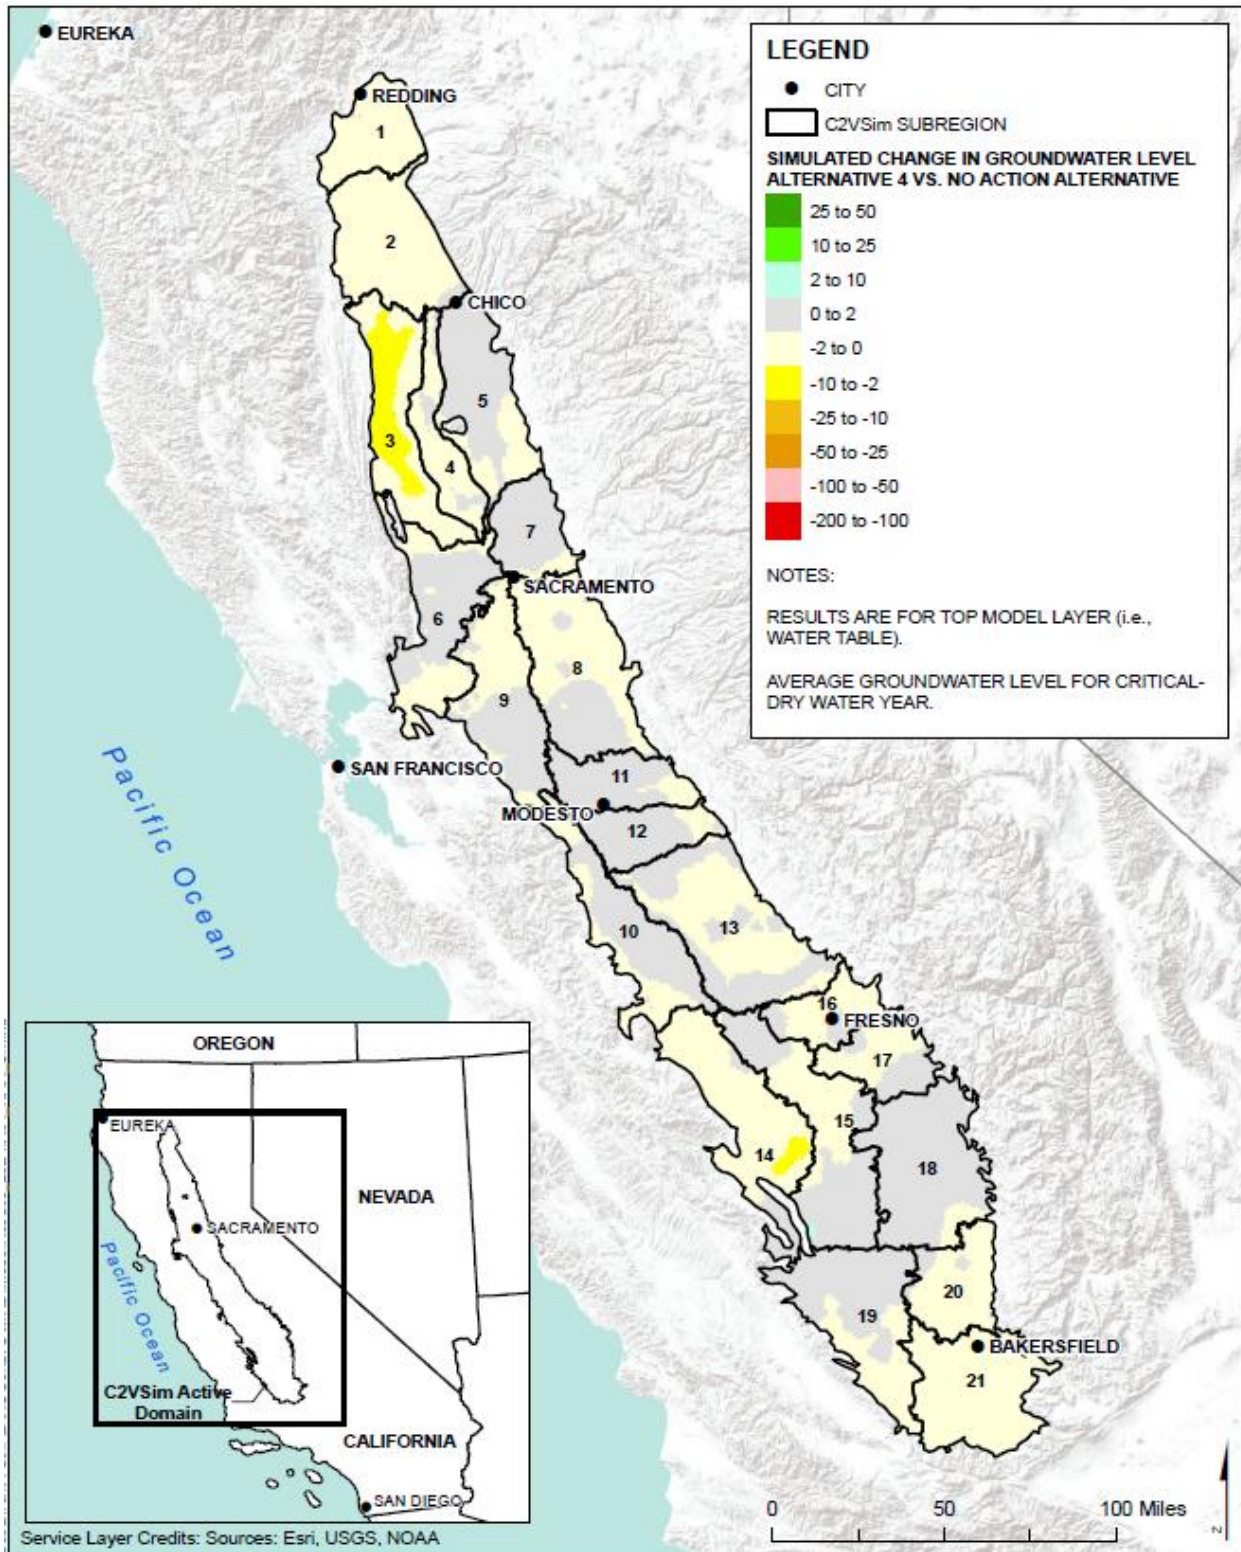 EUREKA
REDDING
1
2
CHICO
3
5
4
7
SACRAMENTO
6
8
9
11
SAN FRANCISCO
MODESTO
12
Pacific Ocean
10
13
16
FRESNO
17
15
14
18
19
20
BAKERSFIELD
21
LEGEND
CITY
C2VSim SUBREGION
SIMULATED CHANGE IN GROUNDWATER LEVEL
ALTERNATIVE 4 VS. NO ACTION ALTERNATIVE
25 to 50
10 to 25
2 to 10
0 to 2
-2 to 0
-10 to -2
-25 to -10
-50 to -25
-100 to -50
-200 to -100
NOTES:
RESULTS ARE FOR TOP MODEL LAYER (i.e.,
WATER TABLE).
AVERAGE GROUNDWATER LEVEL FOR CRITICAL-
DRY WATER YEAR.
OREGON
EUREKA
NEVADA
SACRAMENTO
Pacific Ocean
C2VSim Active
Domain
CALIFORNIA
SAN DIEGO
0 50 100 Miles
Z
Service Layer Credits: Sources: Esri, USGS, NOAA